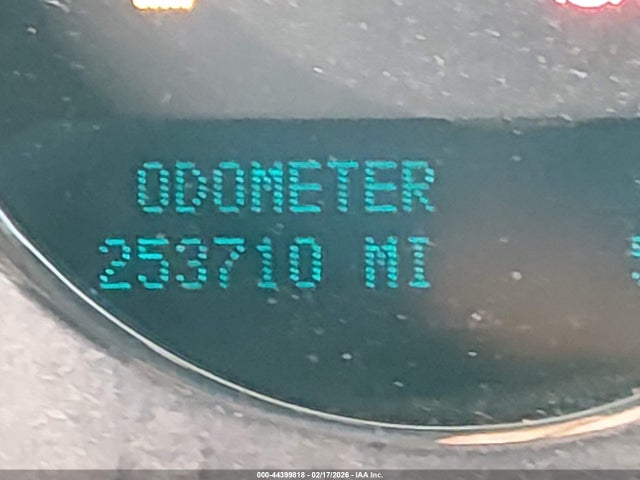 ODOMETER
253710 MI
000-44399818 - 02/17/2026 - IAA Inc.